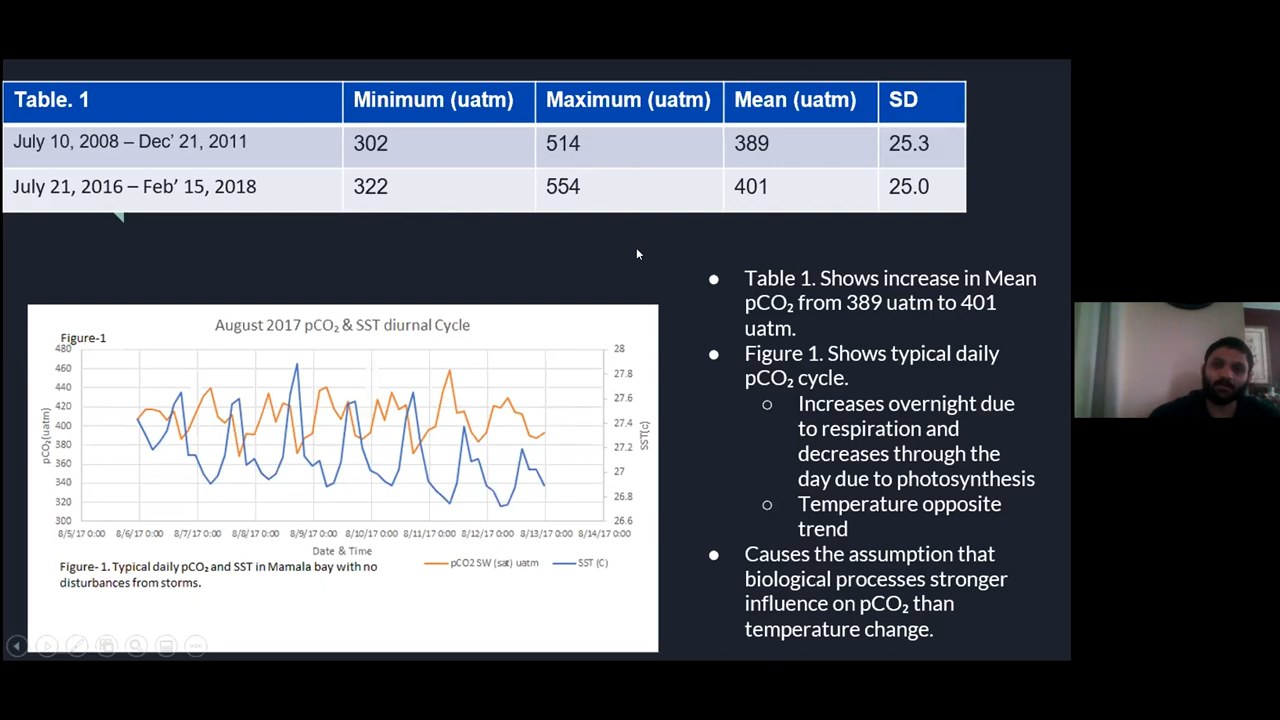 Table. 1 Minimum (uatm) Maximum (uatm) Mean (uatm) SD
July 10, 2008 – Dec' 21, 2011 302 514 389 25.3
July 21, 2016 – Feb' 15, 2018 322 554 401 25.0
August 2017 pCO₂ & SST diurnal Cycle
Figure-1
480
460
440
420
400
380
360
340
320
300
pCO₂(uatm)
28
27.8
27.6
27.4
27.2
27
26.8
26.6
SST(c)
8/5/17 0:00 8/6/17 0:00 8/7/17 0:00 8/8/17 0:00 8/9/17 0:00 8/10/17 0:00 8/11/17 0:00 8/12/17 0:00 8/13/17 0:00 8/14/17 0:00
Date & Time
pCO2 SW (sat) uatm SST (C)
Figure- 1. Typical daily pCO₂ and SST in Mamala bay with no
disturbances from storms.
● Table 1. Shows increase in Mean
pCO₂ from 389 uatm to 401
uatm.
● Figure 1. Shows typical daily
pCO₂ cycle.
○ Increases overnight due
to respiration and
decreases through the
day due to photosynthesis
○ Temperature opposite
trend
● Causes the assumption that
biological processes stronger
influence on pCO₂ than
temperature change.